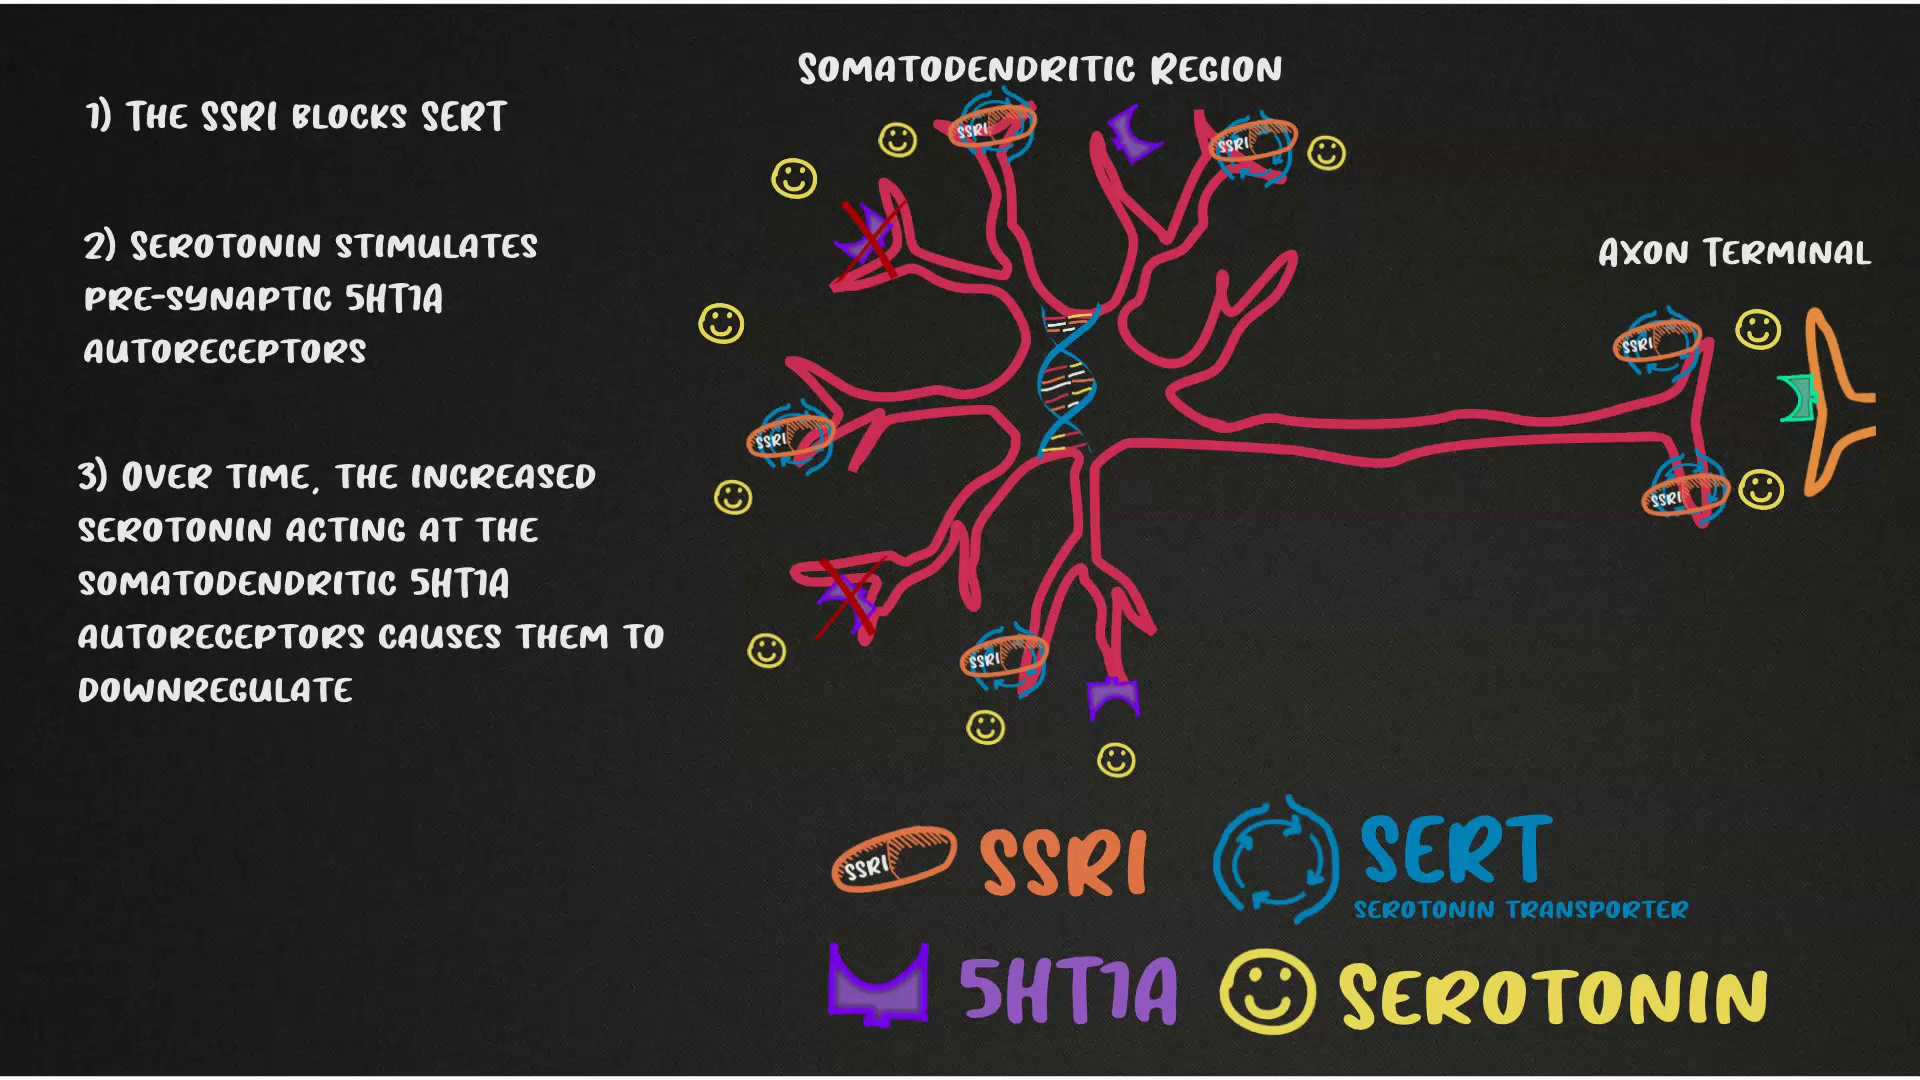 Somatodendritic Region
1) The SSRI blocks SERT
SSRI
SSRI
2) Serotonin stimulates
pre-synaptic 5HT1A
autoreceptors
Axon Terminal
SSRI
SSRI
3) Over time, the increased
serotonin acting at the
somatodendritic 5HT1A
autoreceptors causes them to
downregulate
SSRI
SSRI
SSRI
SSRI
SERT
Serotonin Transporter
5HT1A
Serotonin